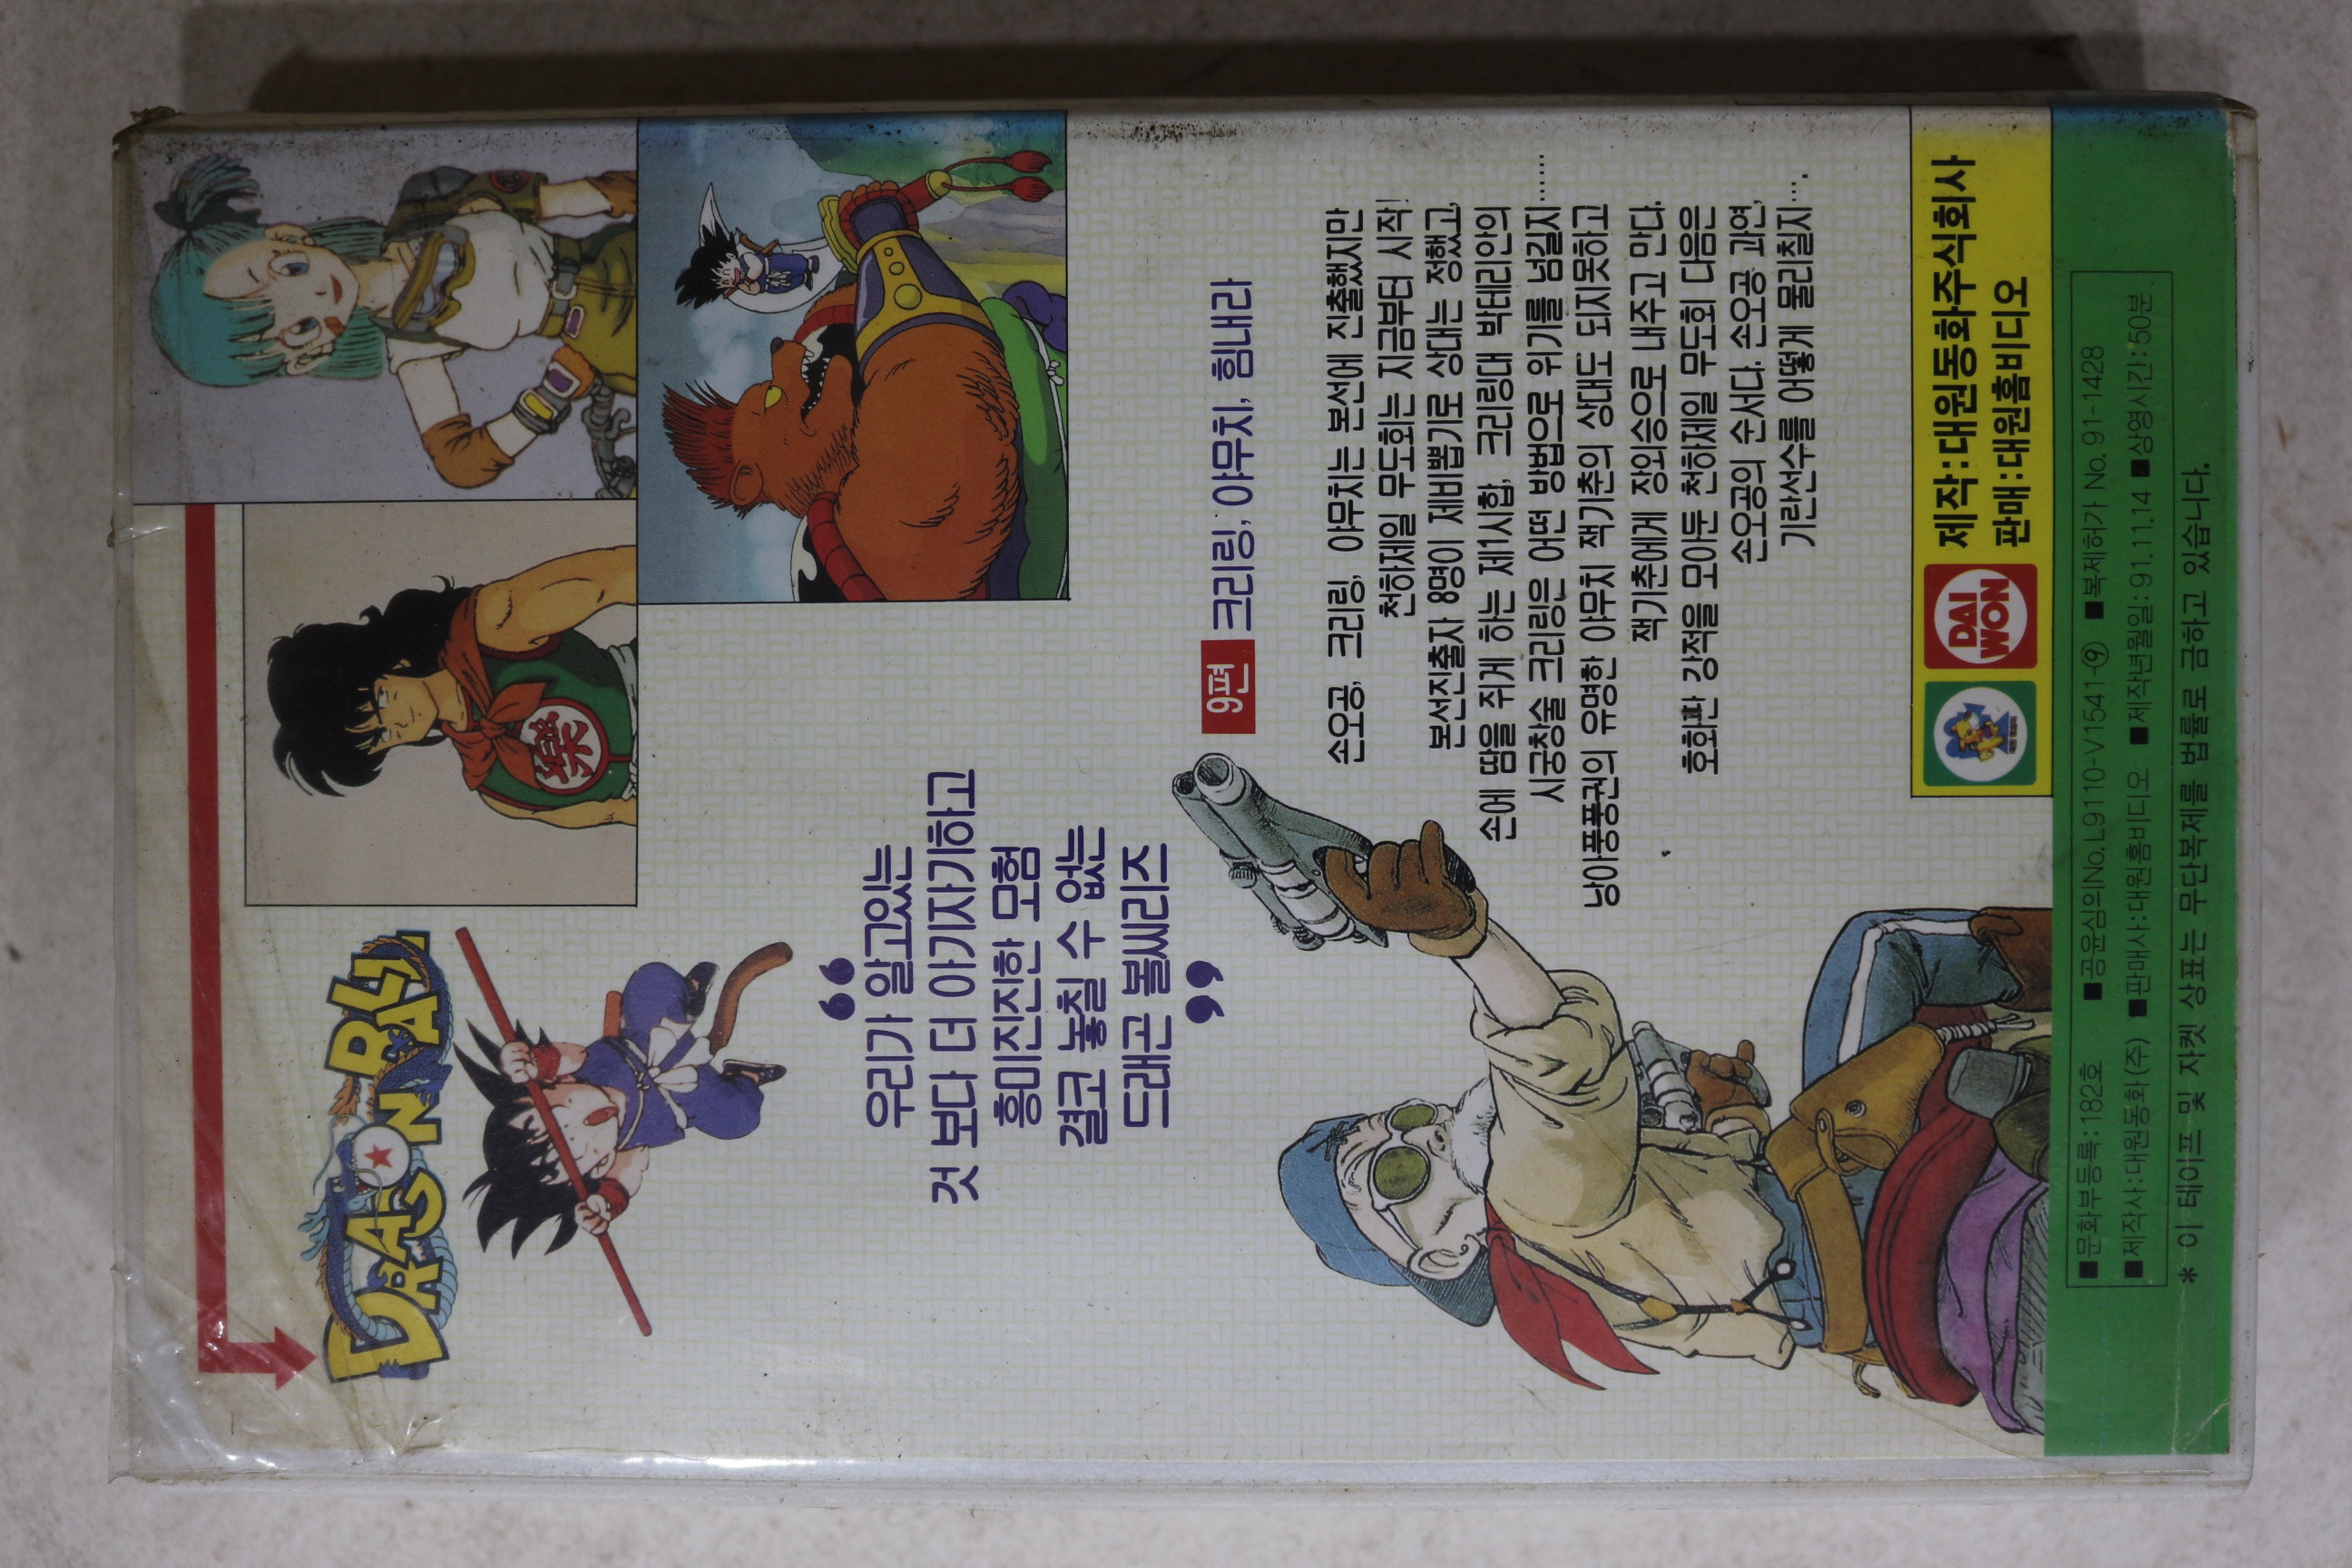 DRAGON BALL
樂
“
우리가 알고있는
것 보다 더 아기자기하고
흥미진진한 모험
결코 놓칠 수 없는
드래곤 볼씨리즈
”
9편 크리링, 야무치, 힘내라
손오공, 크리링, 야무치는 본선에 진출했지만
천하제일 무도회는 지금부터 시작!
본선진출자 8명이 제비뽑기로 상대는 정했고,
손에 땀을 쥐게 하는 제1시합, 크리링대 박테리안의
시궁창술 크리링은 어떤 방법으로 위기를 넘길지......
낭아풍풍권의 유명한 야무치 잭기춘의 상대도 되지못하고
잭기춘에게 장외승으로 내주고 만다.
호화판 강적을 모아둔 천하제일 무도회 다음은
손오공의 순서다. 손오공 과연,
기란선수를 어떻게 물리칠지....
DAI WON
제작:대원동화주식회사
판매:대원홈비디오
■문화부등록:182호 ■공윤심의No.L9110-V1541-⑨ ■복제허가 No. 91-1428
■제작사:대원동화(주) ■판매사:대원홈비디오 ■제작년월일:91.11.14 ■상영시간:50분.
* 이 테이프 및 자켓 상표는 무단복제를 법률로 금하고 있습니다.